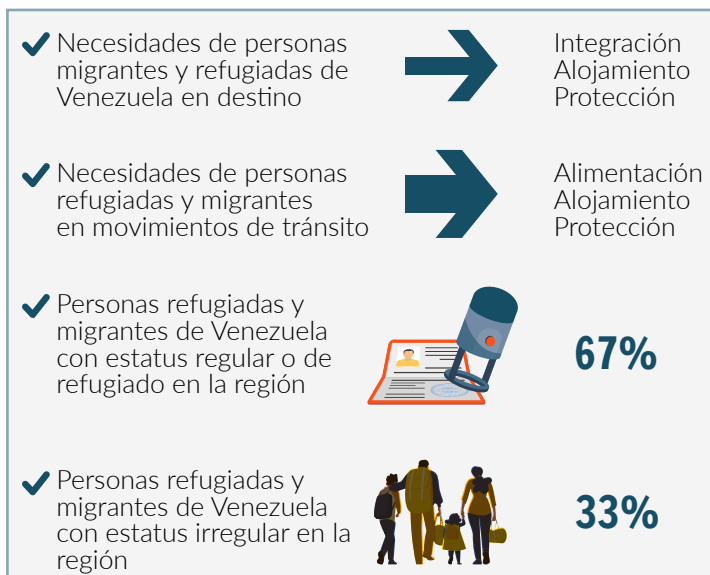 Necesidades de personas
migrantes y refugiadas de
Venezuela en destino
Integración
Alojamiento
Protección
Necesidades de personas
refugiadas y migrantes
en movimientos de tránsito
Alimentación
Alojamiento
Protección
Personas refugiadas y
migrantes de Venezuela
con estatus regular o de
refugiado en la región
67%
Personas refugiadas y
migrantes de Venezuela
con estatus irregular en la
región
33%